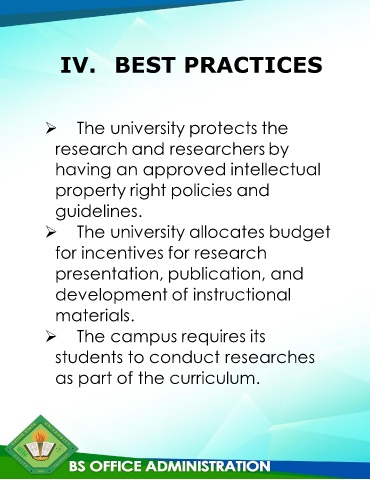 IV. BEST PRACTICES
➢ The university protects the
research and researchers by
having an approved intellectual
property right policies and
guidelines.
➢ The university allocates budget
for incentives for research
presentation, publication, and
development of instructional
materials.
➢ The campus requires its
students to conduct researches
as part of the curriculum.
BS OFFICE ADMINISTRATION